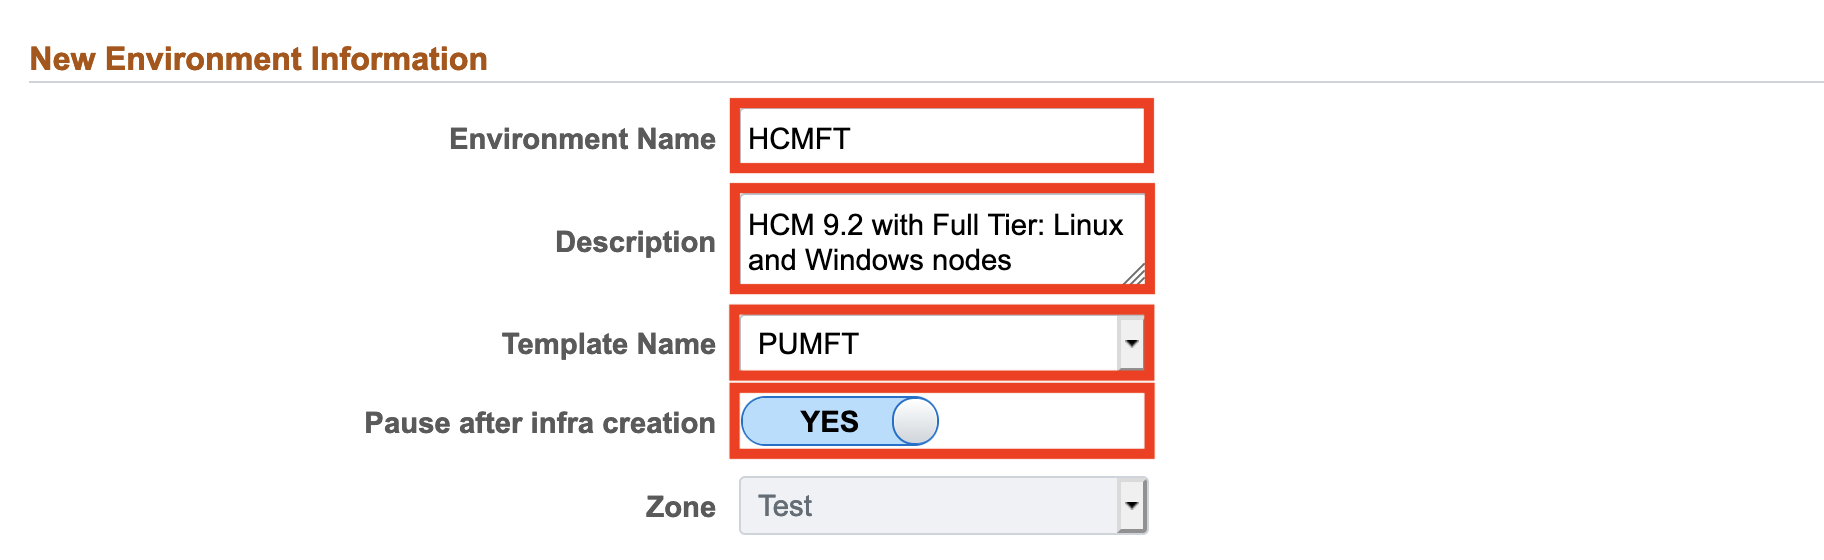 New Environment Information
Environment Name HCMFT
Description HCM 9.2 with Full Tier: Linux
and Windows nodes
Template Name PUMFT
Pause after infra creation YES
Zone Test